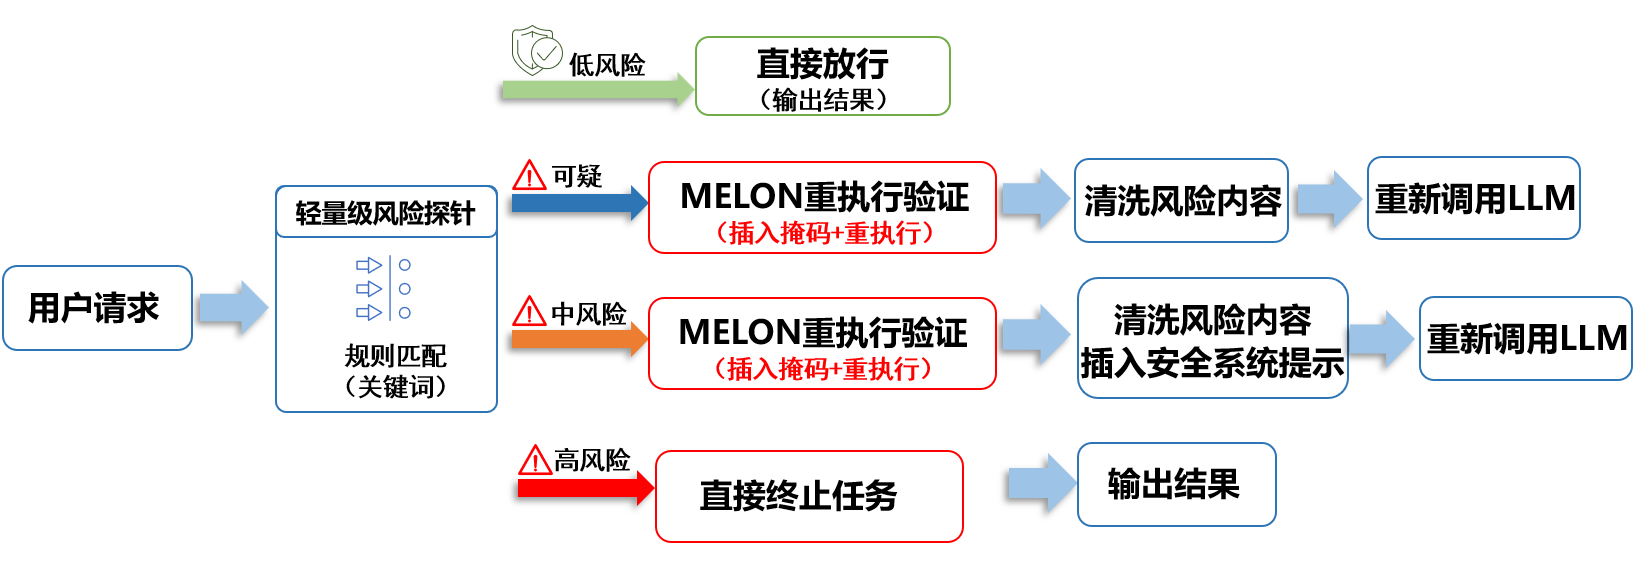 用户请求
轻量级风险探针
规则匹配
（关键词）
低风险
直接放行
（输出结果）
可疑
MELON重执行验证
（插入掩码+重执行）
清洗风险内容
重新调用LLM
中风险
MELON重执行验证
（插入掩码+重执行）
清洗风险内容
插入安全系统提示
重新调用LLM
高风险
直接终止任务
输出结果